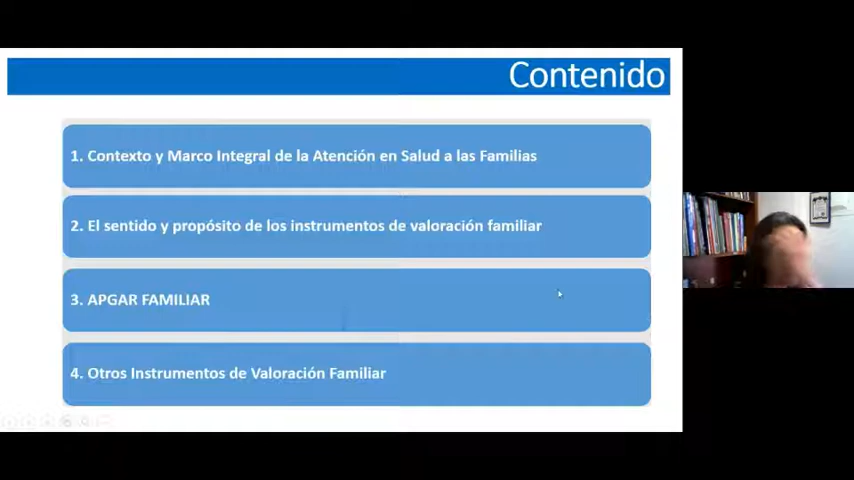 Contenido
1. Contexto y Marco Integral de la Atención en Salud a las Familias
2. El sentido y propósito de los instrumentos de valoración familiar
3. APGAR FAMILIAR
4. Otros Instrumentos de Valoración Familiar